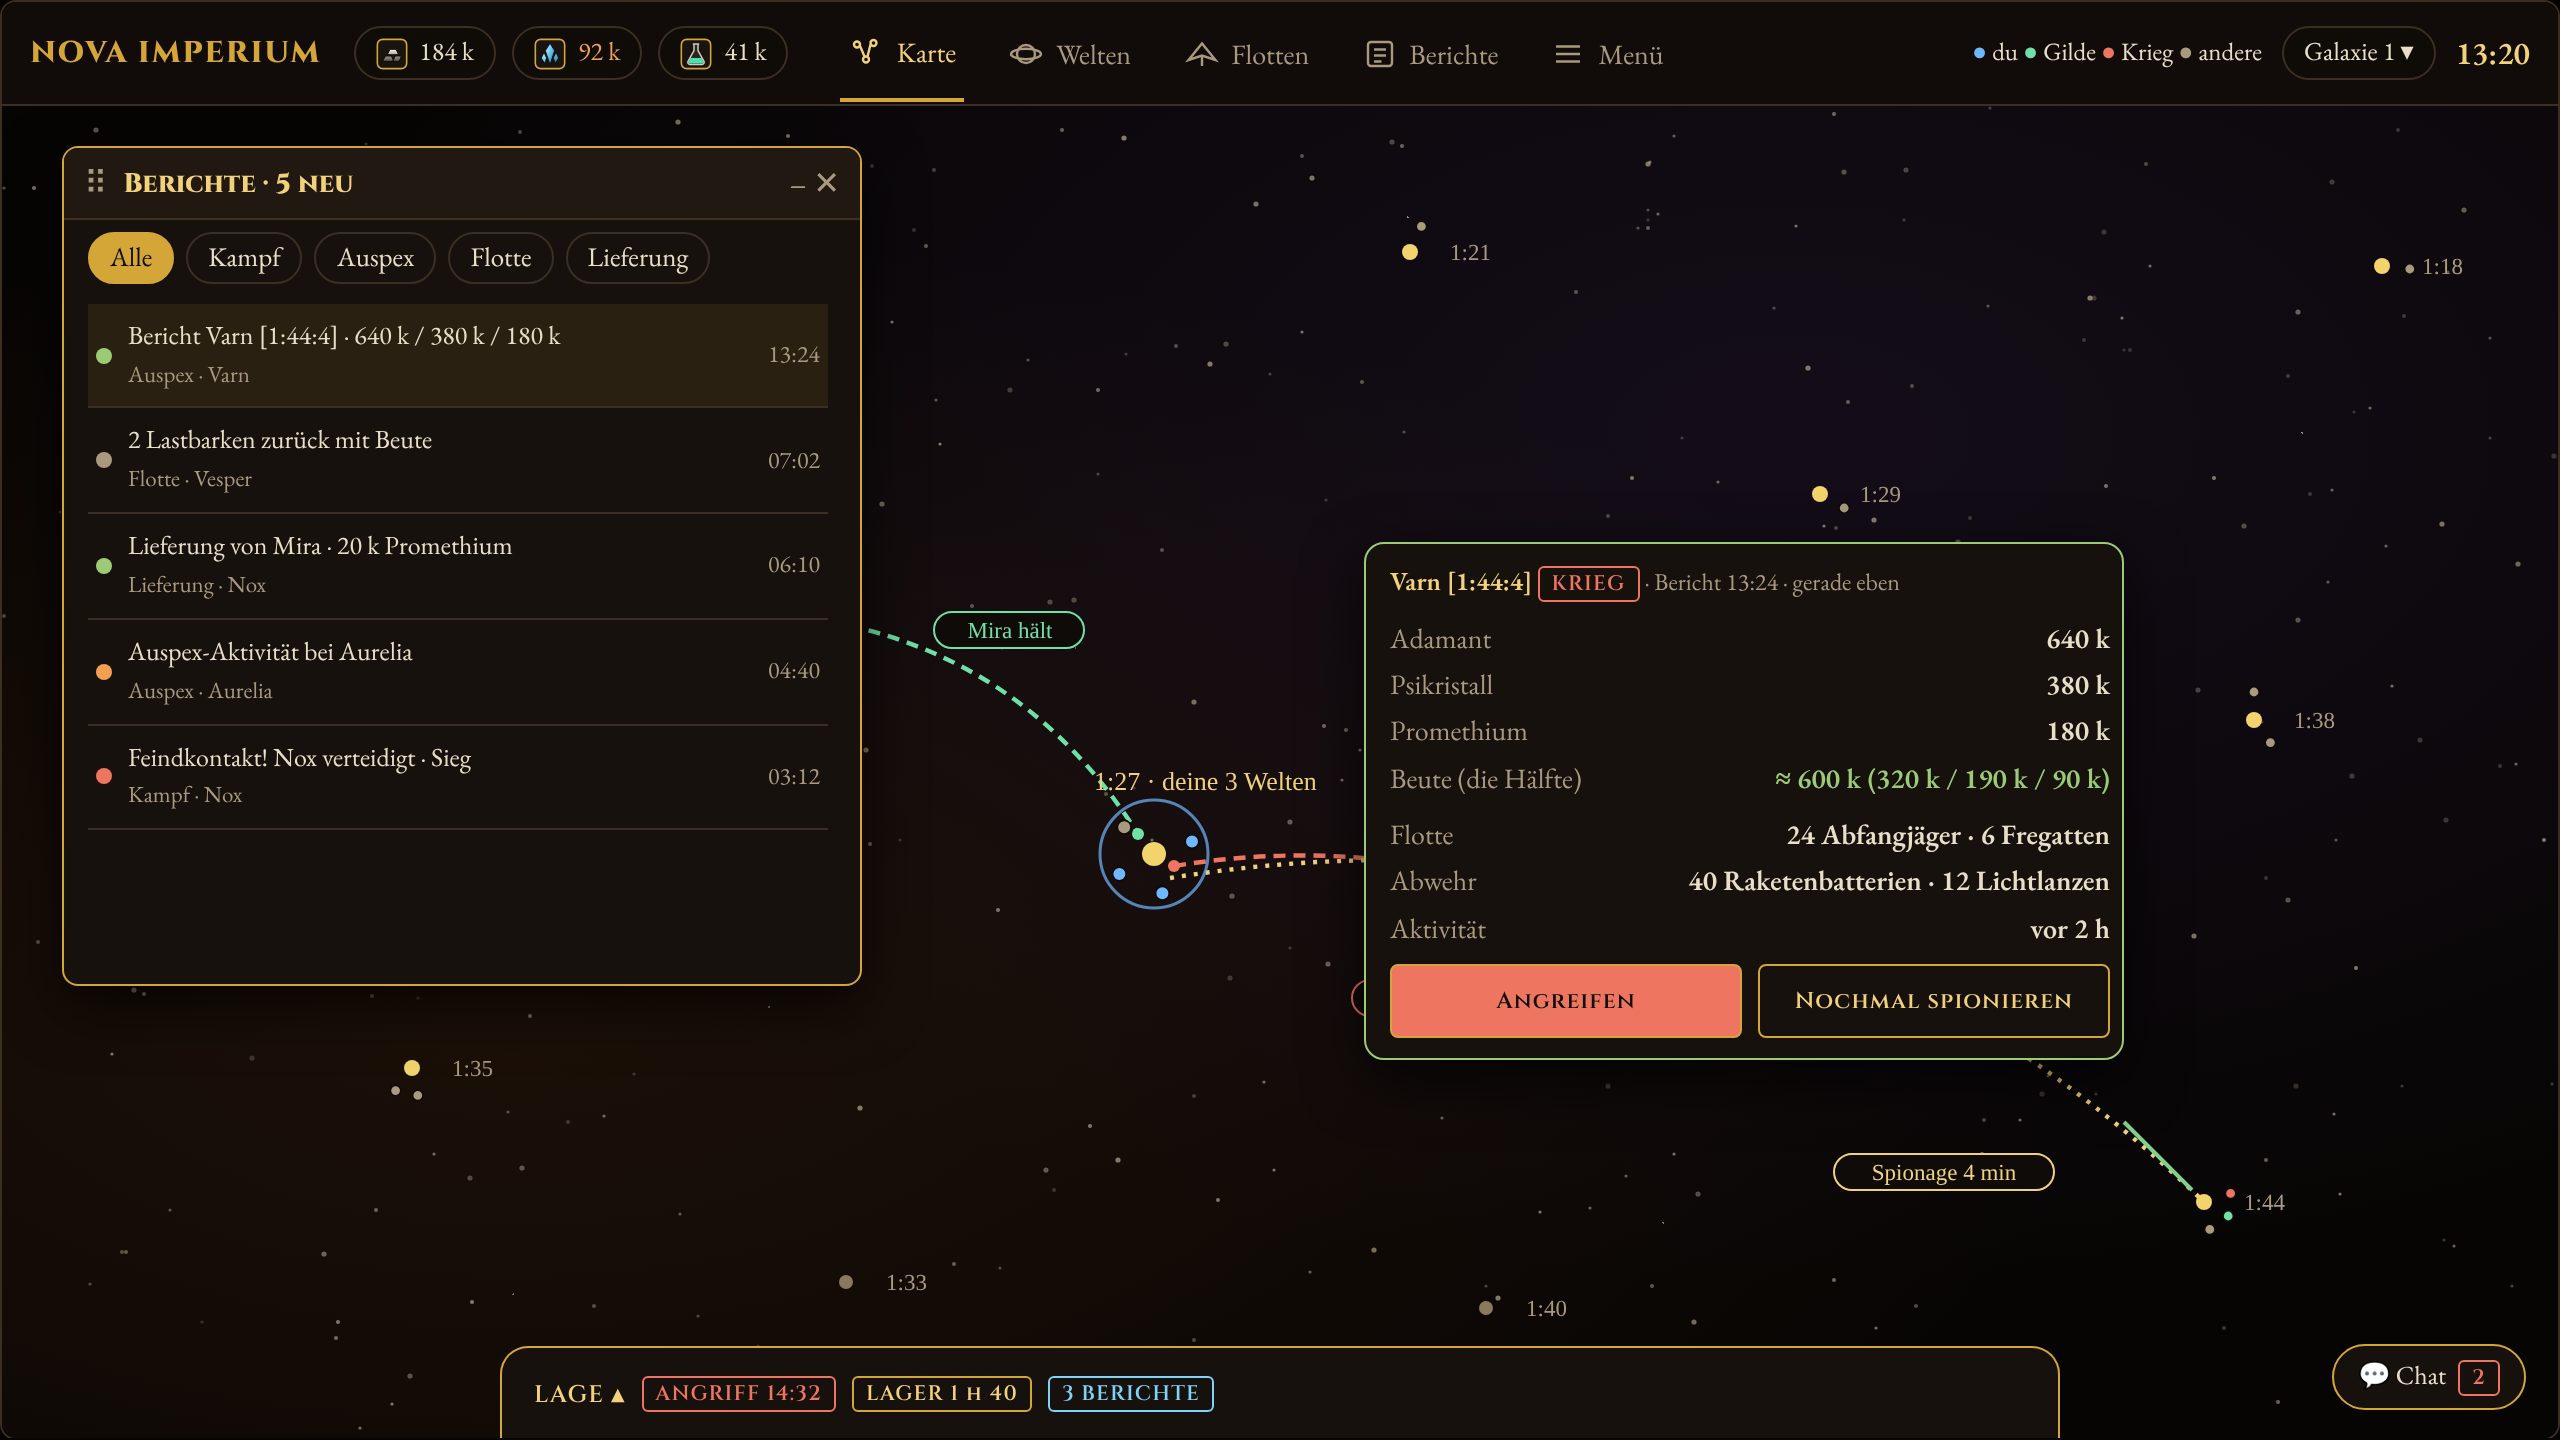 NOVA IMPERIUM
184 k
92 k
41 k
Karte
Welten
Flotten
Berichte
Menü
du
Gilde
Krieg
andere
Galaxie 1 ▼
13:20
Berichte · 5 neu
Alle
Kampf
Auspex
Flotte
Lieferung
Bericht Varn [1:44:4] · 640 k / 380 k / 180 k
Auspex · Varn
13:24
2 Lastbarken zurück mit Beute
Flotte · Vesper
07:02
Lieferung von Mira · 20 k Promethium
Lieferung · Nox
06:10
Auspex-Aktivität bei Aurelia
Auspex · Aurelia
04:40
Feindkontakt! Nox verteidigt · Sieg
Kampf · Nox
03:12
1:21
1:18
1:29
Mira hält
1:27 · deine 3 Welten
1:38
Varn [1:44:4] KRIEG · Bericht 13:24 · gerade eben
Adamant 640 k
Psikristall 380 k
Promethium 180 k
Beute (die Hälfte) ≈ 600 k (320 k / 190 k / 90 k)
Flotte 24 Abfangjäger · 6 Fregatten
Abwehr 40 Raketenbatterien · 12 Lichtlanzen
Aktivität vor 2 h
Angreifen
Nochmal spionieren
1:35
Spionage 4 min
1:44
1:33
1:40
LAGE ▲
ANGRIFF 14:32
LAGER 1 H 40
3 BERICHTE
Chat 2